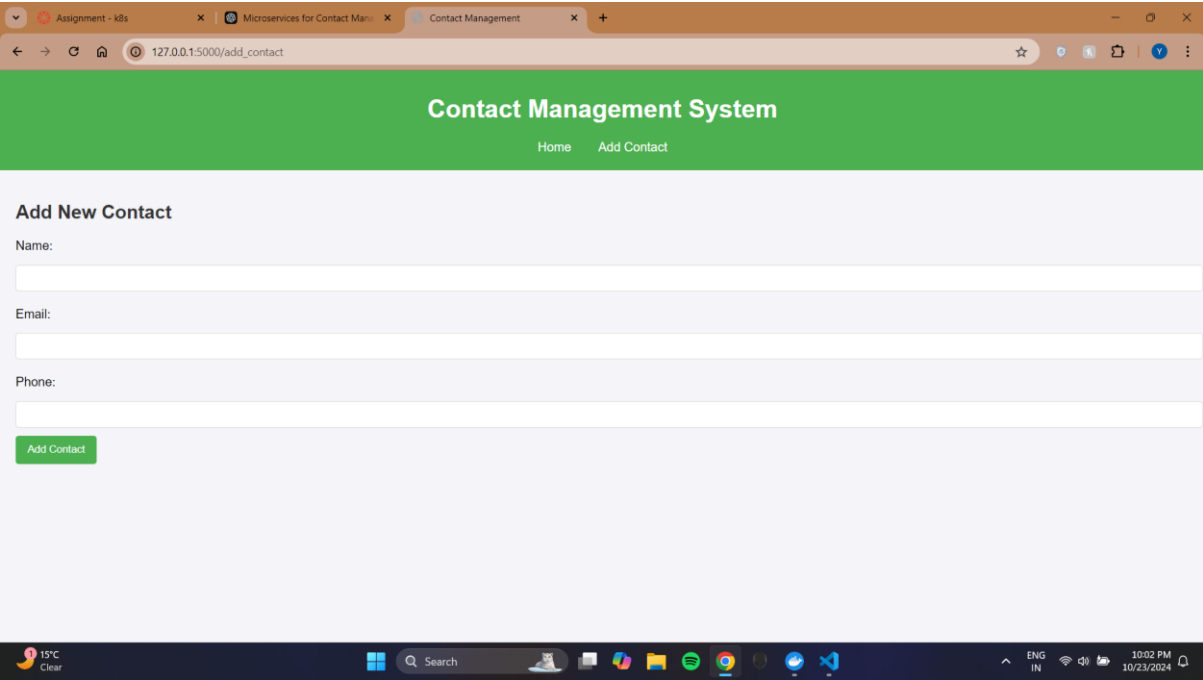 Assignment - k8s
Microservices for Contact Mana
Contact Management
127.0.0.1:5000/add_contact
Y
Contact Management System
Home Add Contact
Add New Contact
Name:
Email:
Phone:
Add Contact
1
15°C
Clear
Search
ENG
IN
10:02 PM
10/23/2024